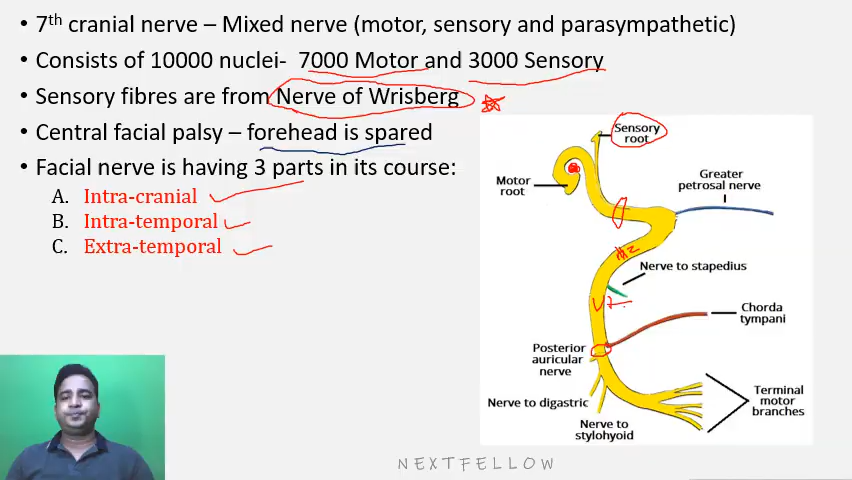 • 7th cranial nerve – Mixed nerve (motor, sensory and parasympathetic)
• Consists of 10000 nuclei- 7000 Motor and 3000 Sensory
• Sensory fibres are from Nerve of Wrisberg
• Central facial palsy – forehead is spared
• Facial nerve is having 3 parts in its course:
A. Intra-cranial
B. Intra-temporal
C. Extra-temporal
Sensory
root
Motor
root
Greater
petrosal nerve
Nerve to stapedius
Chorda
tympani
Posterior
auricular
nerve
Nerve to digastric
Nerve to
stylohyoid
Terminal
motor
branches
NEXTFELLOW